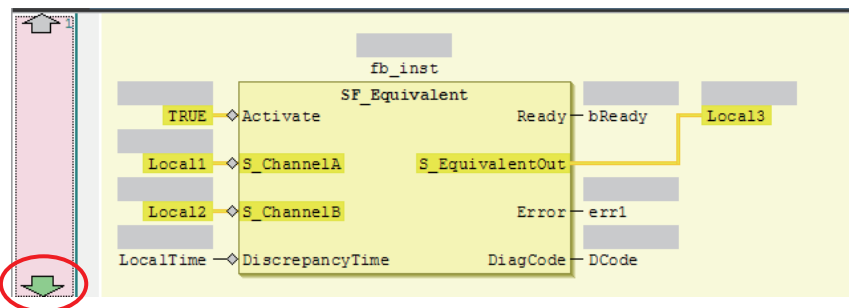 1
fb_inst
SF_Equivalent
TRUE Activate Ready bReady Local3
Local1 S_ChannelA S_EquivalentOut
Local2 S_ChannelB Error err1
LocalTime DiscrepancyTime DiagCode DCode